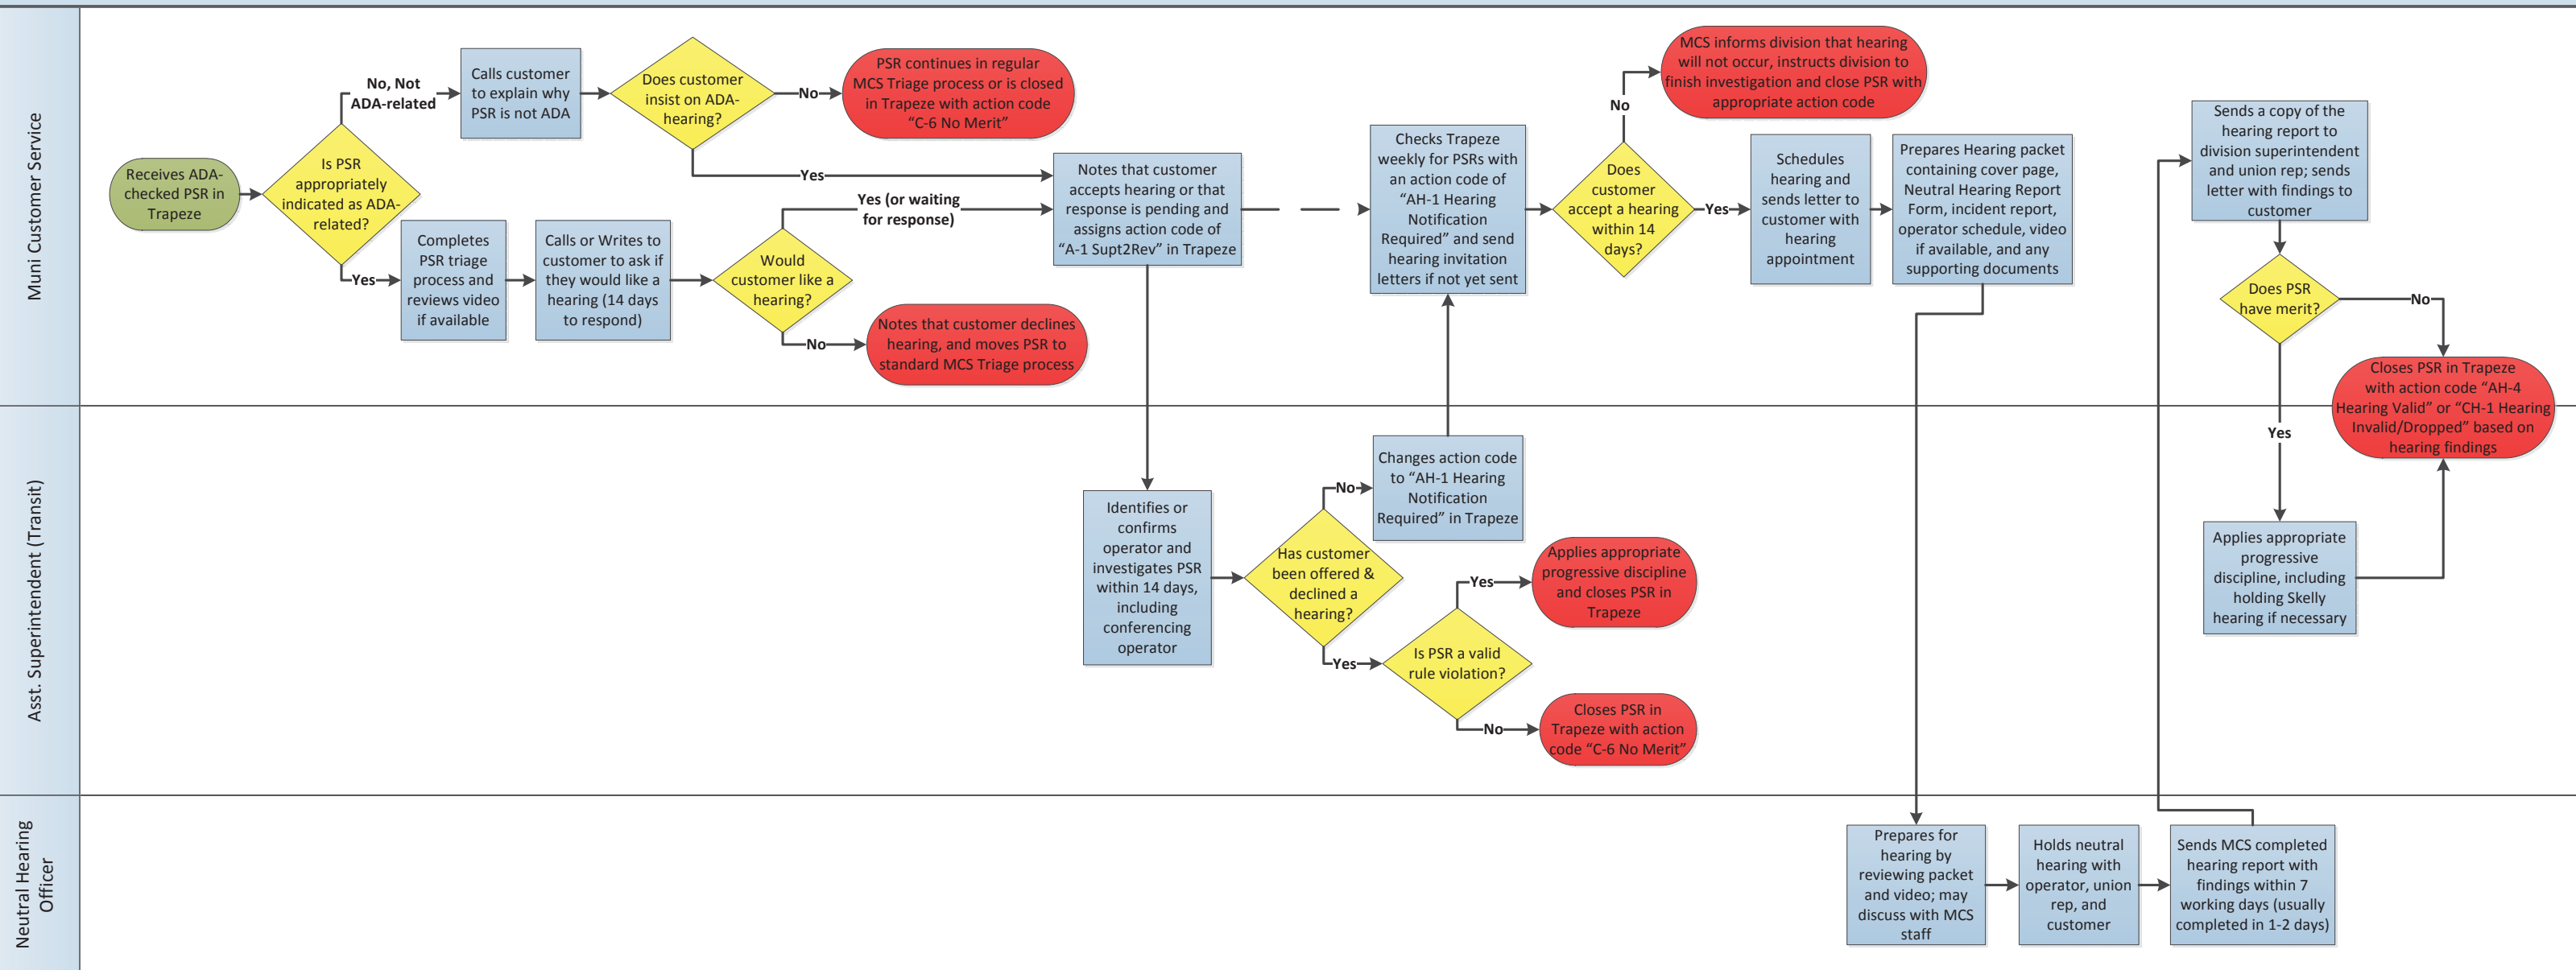 Muni Customer Service
Receives ADA-
checked PSR in
Trapeze
Is PSR
appropriately
indicated as ADA-
related?
No, Not
ADA-related
Calls customer
to explain why
PSR is not ADA
Does customer
insist on ADA-
hearing?
No
PSR continues in regular
MCS Triage process or is closed
in Trapeze with action code
“C-6 No Merit”
Yes
Yes
Completes
PSR triage
process and
reviews video
if available
Calls or Writes to
customer to ask if
they would like a
hearing (14 days
to respond)
Would
customer like a
hearing?
Yes (or waiting
for response)
No
Notes that customer declines
hearing, and moves PSR to
standard MCS Triage process
Notes that customer
accepts hearing or that
response is pending and
assigns action code of
“A-1 Supt2Rev” in Trapeze
Checks Trapeze
weekly for PSRs with
an action code of
“AH-1 Hearing
Notification
Required” and send
hearing invitation
letters if not yet sent
Does
customer
accept a hearing
within 14
days?
No
MCS informs division that hearing
will not occur, instructs division to
finish investigation and close PSR with
appropriate action code
Yes
Schedules
hearing and
sends letter to
customer with
hearing
appointment
Prepares Hearing packet
containing cover page,
Neutral Hearing Report
Form, incident report,
operator schedule, video
if available, and any
supporting documents
Sends a copy of the
hearing report to
division superintendent
and union rep; sends
letter with findings to
customer
Does PSR
have merit?
No
Closes PSR in Trapeze
with action code “AH-4
Hearing Valid” or “CH-1 Hearing
Invalid/Dropped” based on
hearing findings
Yes
Asst. Superintendent (Transit)
Identifies or
confirms
operator and
investigates PSR
within 14 days,
including
conferencing
operator
Has customer
been offered &
declined a
hearing?
No
Changes action code
to “AH-1 Hearing
Notification
Required” in Trapeze
Yes
Is PSR a valid
rule violation?
Yes
Applies appropriate
progressive discipline
and closes PSR in
Trapeze
No
Closes PSR in
Trapeze with action
code “C-6 No Merit”
Applies appropriate
progressive
discipline, including
holding Skelly
hearing if necessary
Neutral Hearing
Officer
Prepares for
hearing by
reviewing packet
and video; may
discuss with MCS
staff
Holds neutral
hearing with
operator, union
rep, and
customer
Sends MCS completed
hearing report with
findings within 7
working days (usually
completed in 1-2 days)